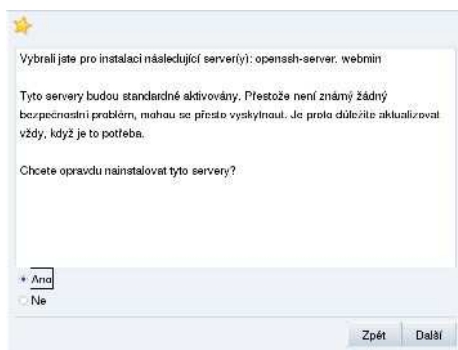 Vybrali jste pro instalaci následující server(y): openssh-server, webmin
Tyto servery budou standardně aktivovány. Přestože není známý žádný
bezpečnostní problém, mohou se přesto vyskytnout. Je proto důležité aktualizovat
vždy, když je to potřeba.
Chcete opravdu nainstalovat tyto servery?
Ano
Ne
Zpět
Další